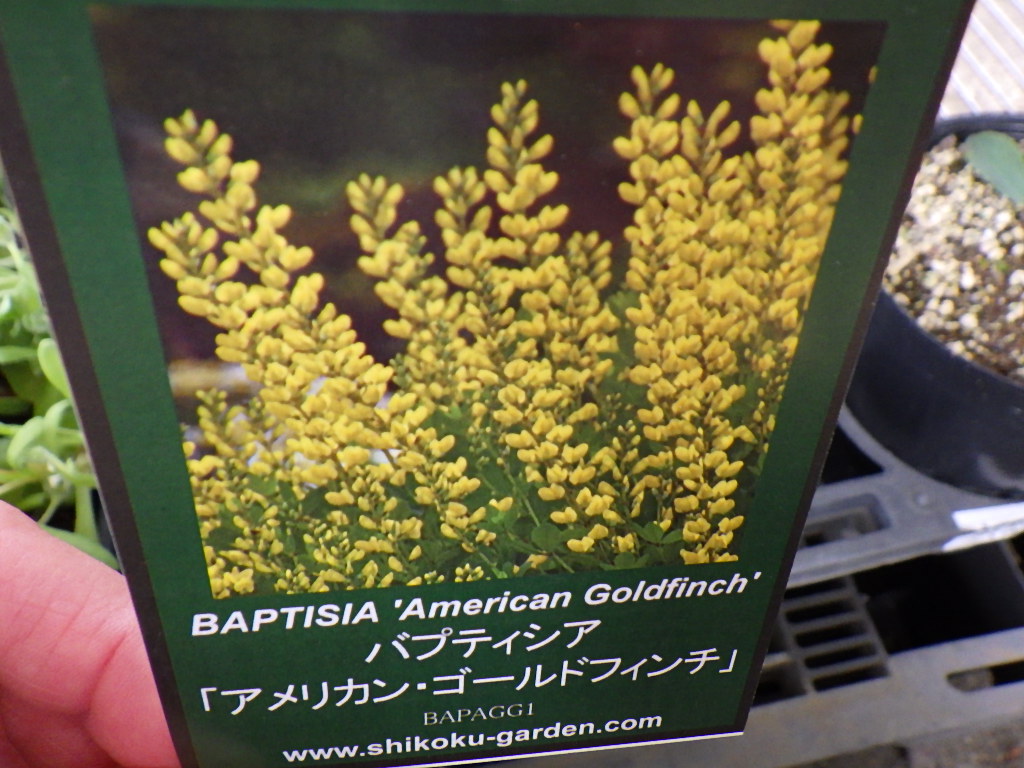 BAPTISIA 'American Goldfinch'
バプティシア
「アメリカン・ゴールドフィンチ」
BAPAGG1
www.shikoku-garden.com